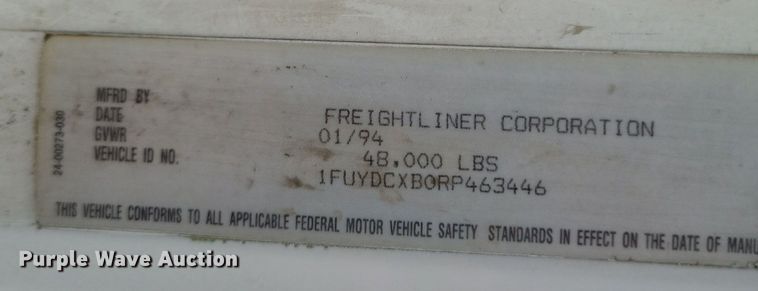 MFRD BY FREIGHTLINER CORPORATION
DATE 01/94
GVWR 48,000 LBS
VEHICLE ID NO. 1FUYDCXB0RP463446
24-00273-030
THIS VEHICLE CONFORMS TO ALL APPLICABLE FEDERAL MOTOR VEHICLE SAFETY STANDARDS IN EFFECT ON THE DATE OF MANU
Purple Wave Auction